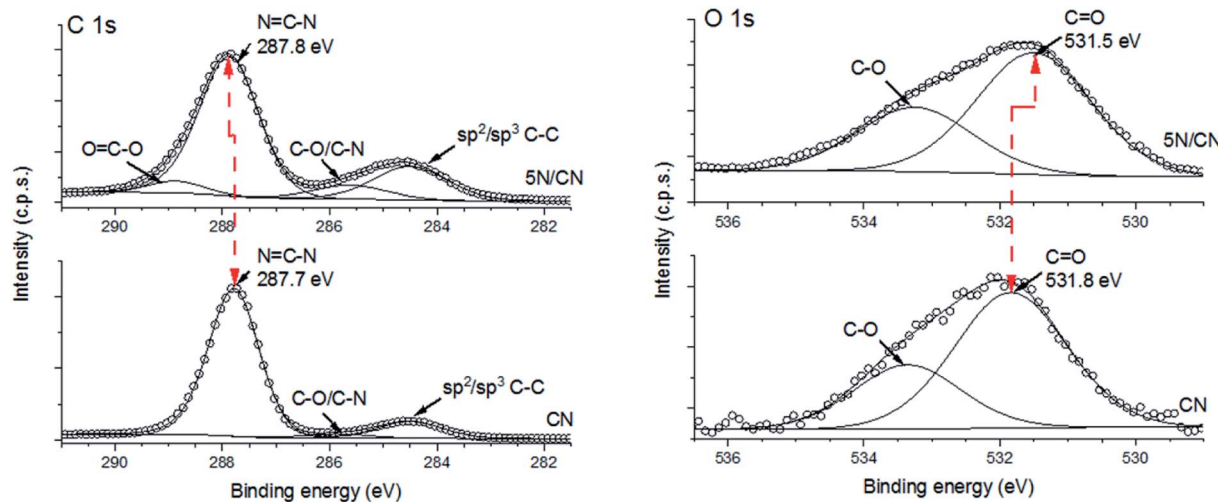 C 1s
N=C-N
287.8 eV
O=C-O
C-O/C-N
sp²/sp³ C-C
5N/CN
290 288 286 284 282
N=C-N
287.7 eV
C-O/C-N
sp²/sp³ C-C
CN
290 288 286 284 282
Binding energy (eV)
Intensity (c.p.s.)
O 1s
C=O
531.5 eV
C-O
5N/CN
536 534 532 530
C=O
531.8 eV
C-O
CN
536 534 532 530
Binding energy (eV)
Intensity (c.p.s.)